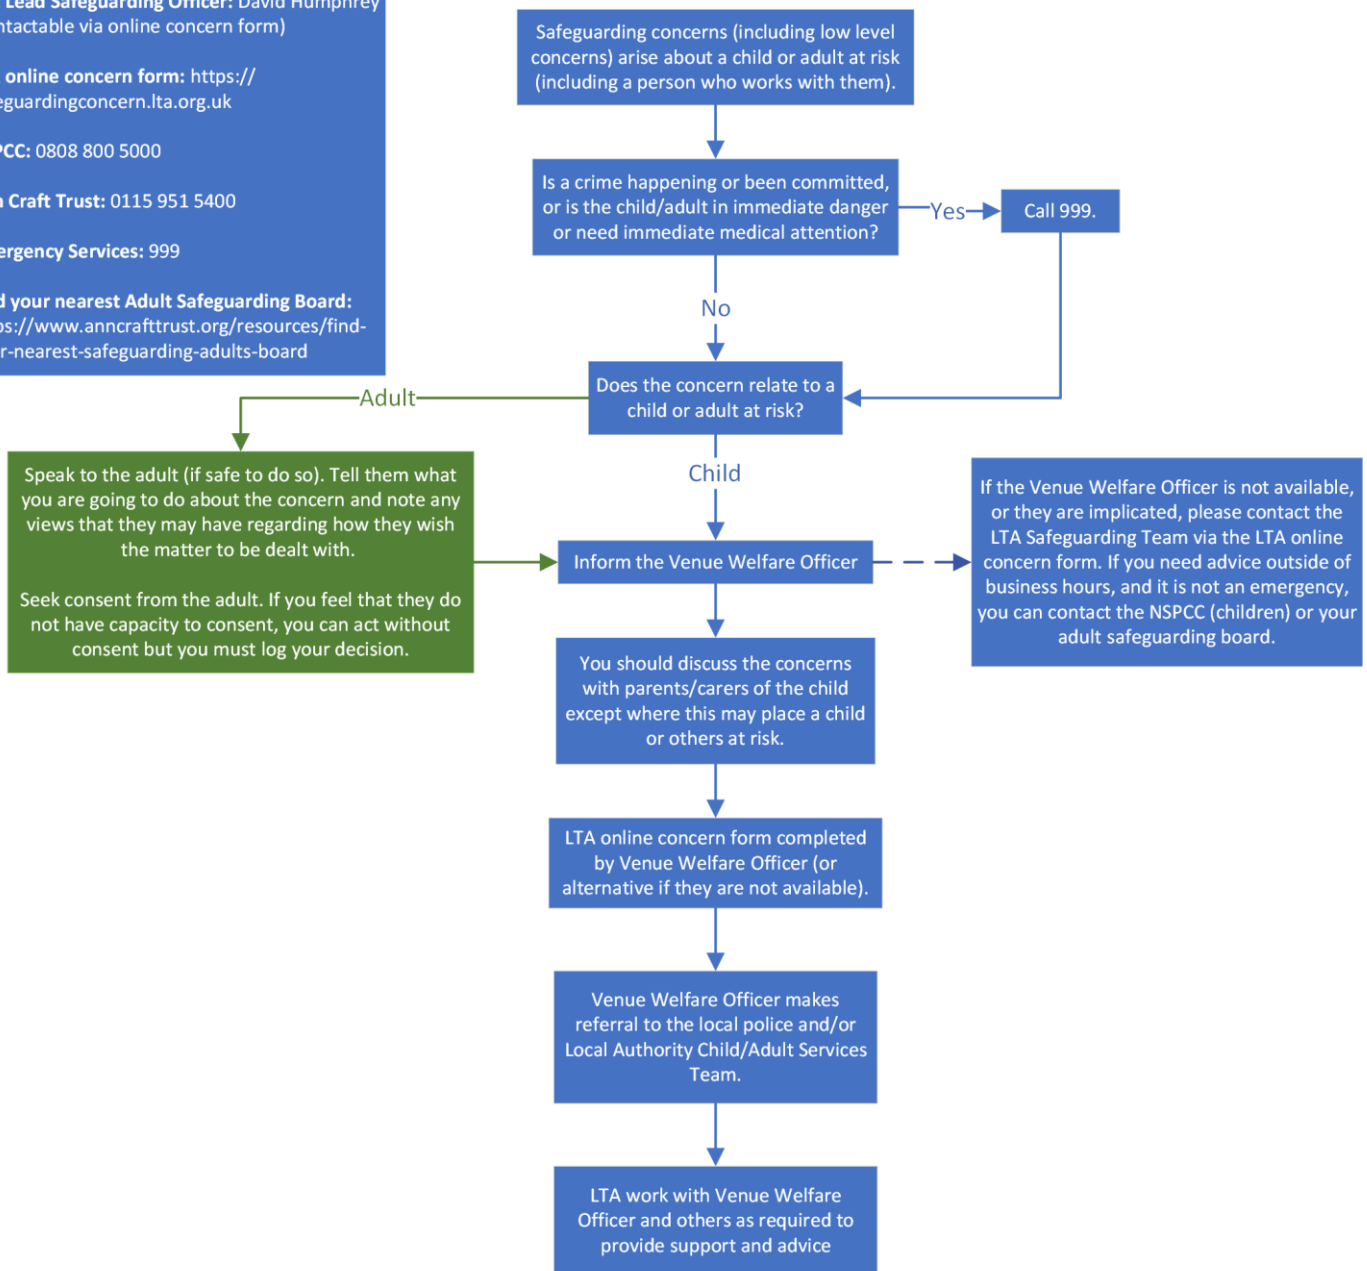 Lead Safeguarding Officer: David Humphrey
ntactable via online concern form)
online concern form: https://
eguardingconcern.lta.org.uk
PCC: 0808 800 5000
n Craft Trust: 0115 951 5400
ergency Services: 999
d your nearest Adult Safeguarding Board:
ps://www.anncrafttrust.org/resources/find-
r-nearest-safeguarding-adults-board
Safeguarding concerns (including low level
concerns) arise about a child or adult at risk
(including a person who works with them).
Is a crime happening or been committed,
or is the child/adult in immediate danger
or need immediate medical attention?
Yes
Call 999.
No
Does the concern relate to a
child or adult at risk?
Adult
Child
Speak to the adult (if safe to do so). Tell them what
you are going to do about the concern and note any
views that they may have regarding how they wish
the matter to be dealt with.
Seek consent from the adult. If you feel that they do
not have capacity to consent, you can act without
consent but you must log your decision.
Inform the Venue Welfare Officer
If the Venue Welfare Officer is not available,
or they are implicated, please contact the
LTA Safeguarding Team via the LTA online
concern form. If you need advice outside of
business hours, and it is not an emergency,
you can contact the NSPCC (children) or your
adult safeguarding board.
You should discuss the concerns
with parents/carers of the child
except where this may place a child
or others at risk.
LTA online concern form completed
by Venue Welfare Officer (or
alternative if they are not available).
Venue Welfare Officer makes
referral to the local police and/or
Local Authority Child/Adult Services
Team.
LTA work with Venue Welfare
Officer and others as required to
provide support and advice